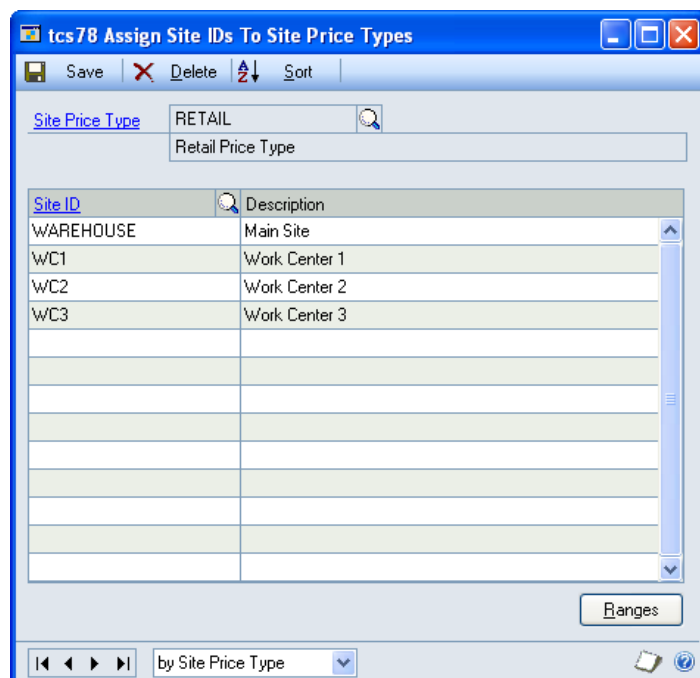 tcs78 Assign Site IDs To Site Price Types
Save Delete Sort
Site Price Type RETAIL
Retail Price Type
Site ID Description
WAREHOUSE Main Site
WC1 Work Center 1
WC2 Work Center 2
WC3 Work Center 3
Ranges
by Site Price Type